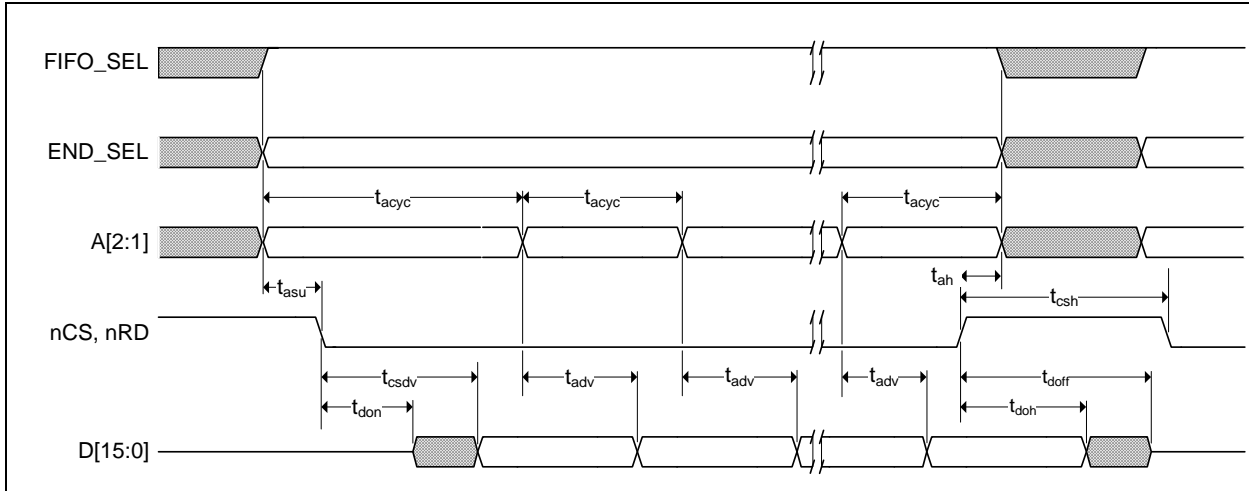 FIFO_SEL
END_SEL
tacyc tacyc tacyc
A[2:1]
tah
tasu
tcsh
nCS, nRD
tcsdv tadv tadv tadv tdoff
tdon tdoh
D[15:0]